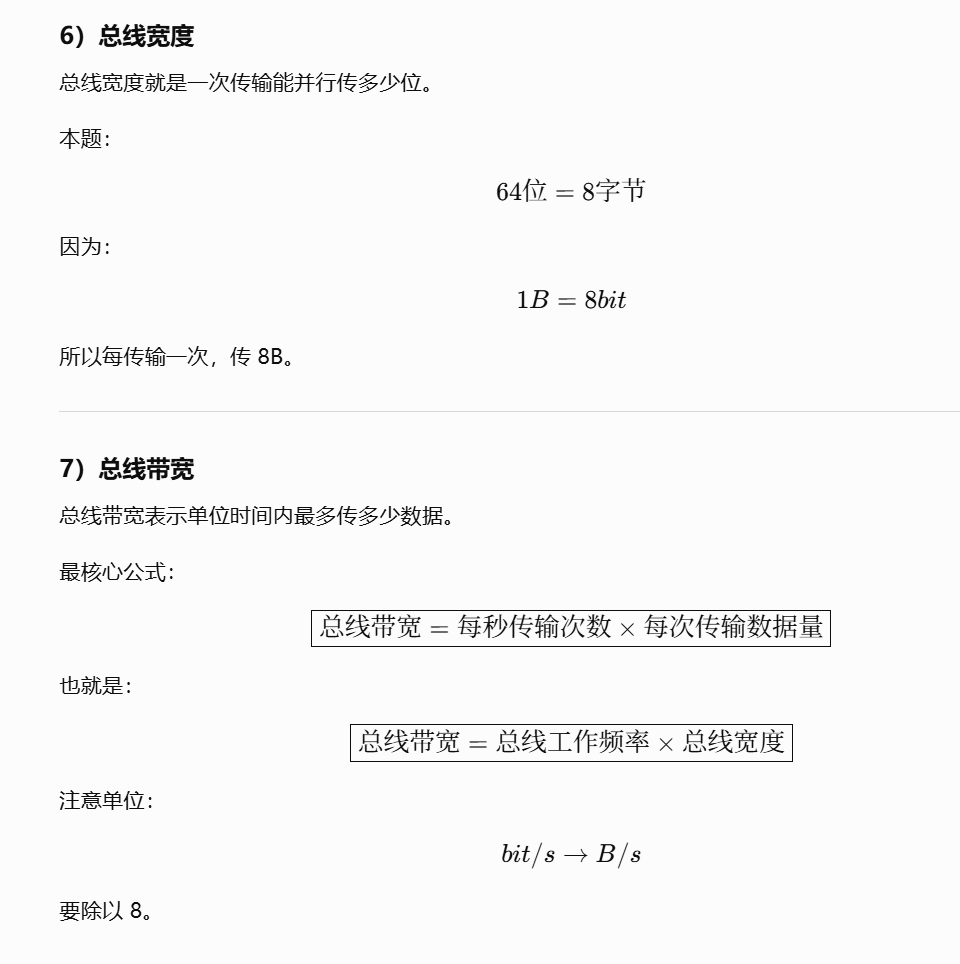 6）总线宽度
总线宽度就是一次传输能并行传多少位。
本题：
64位 = 8字节
因为：
1B = 8bit
所以每传输一次，传 8B。
7）总线带宽
总线带宽表示单位时间内最多传多少数据。
最核心公式：
总线带宽 = 每秒传输次数 × 每次传输数据量
也就是：
总线带宽 = 总线工作频率 × 总线宽度
注意单位：
bit/s → B/s
要除以 8。